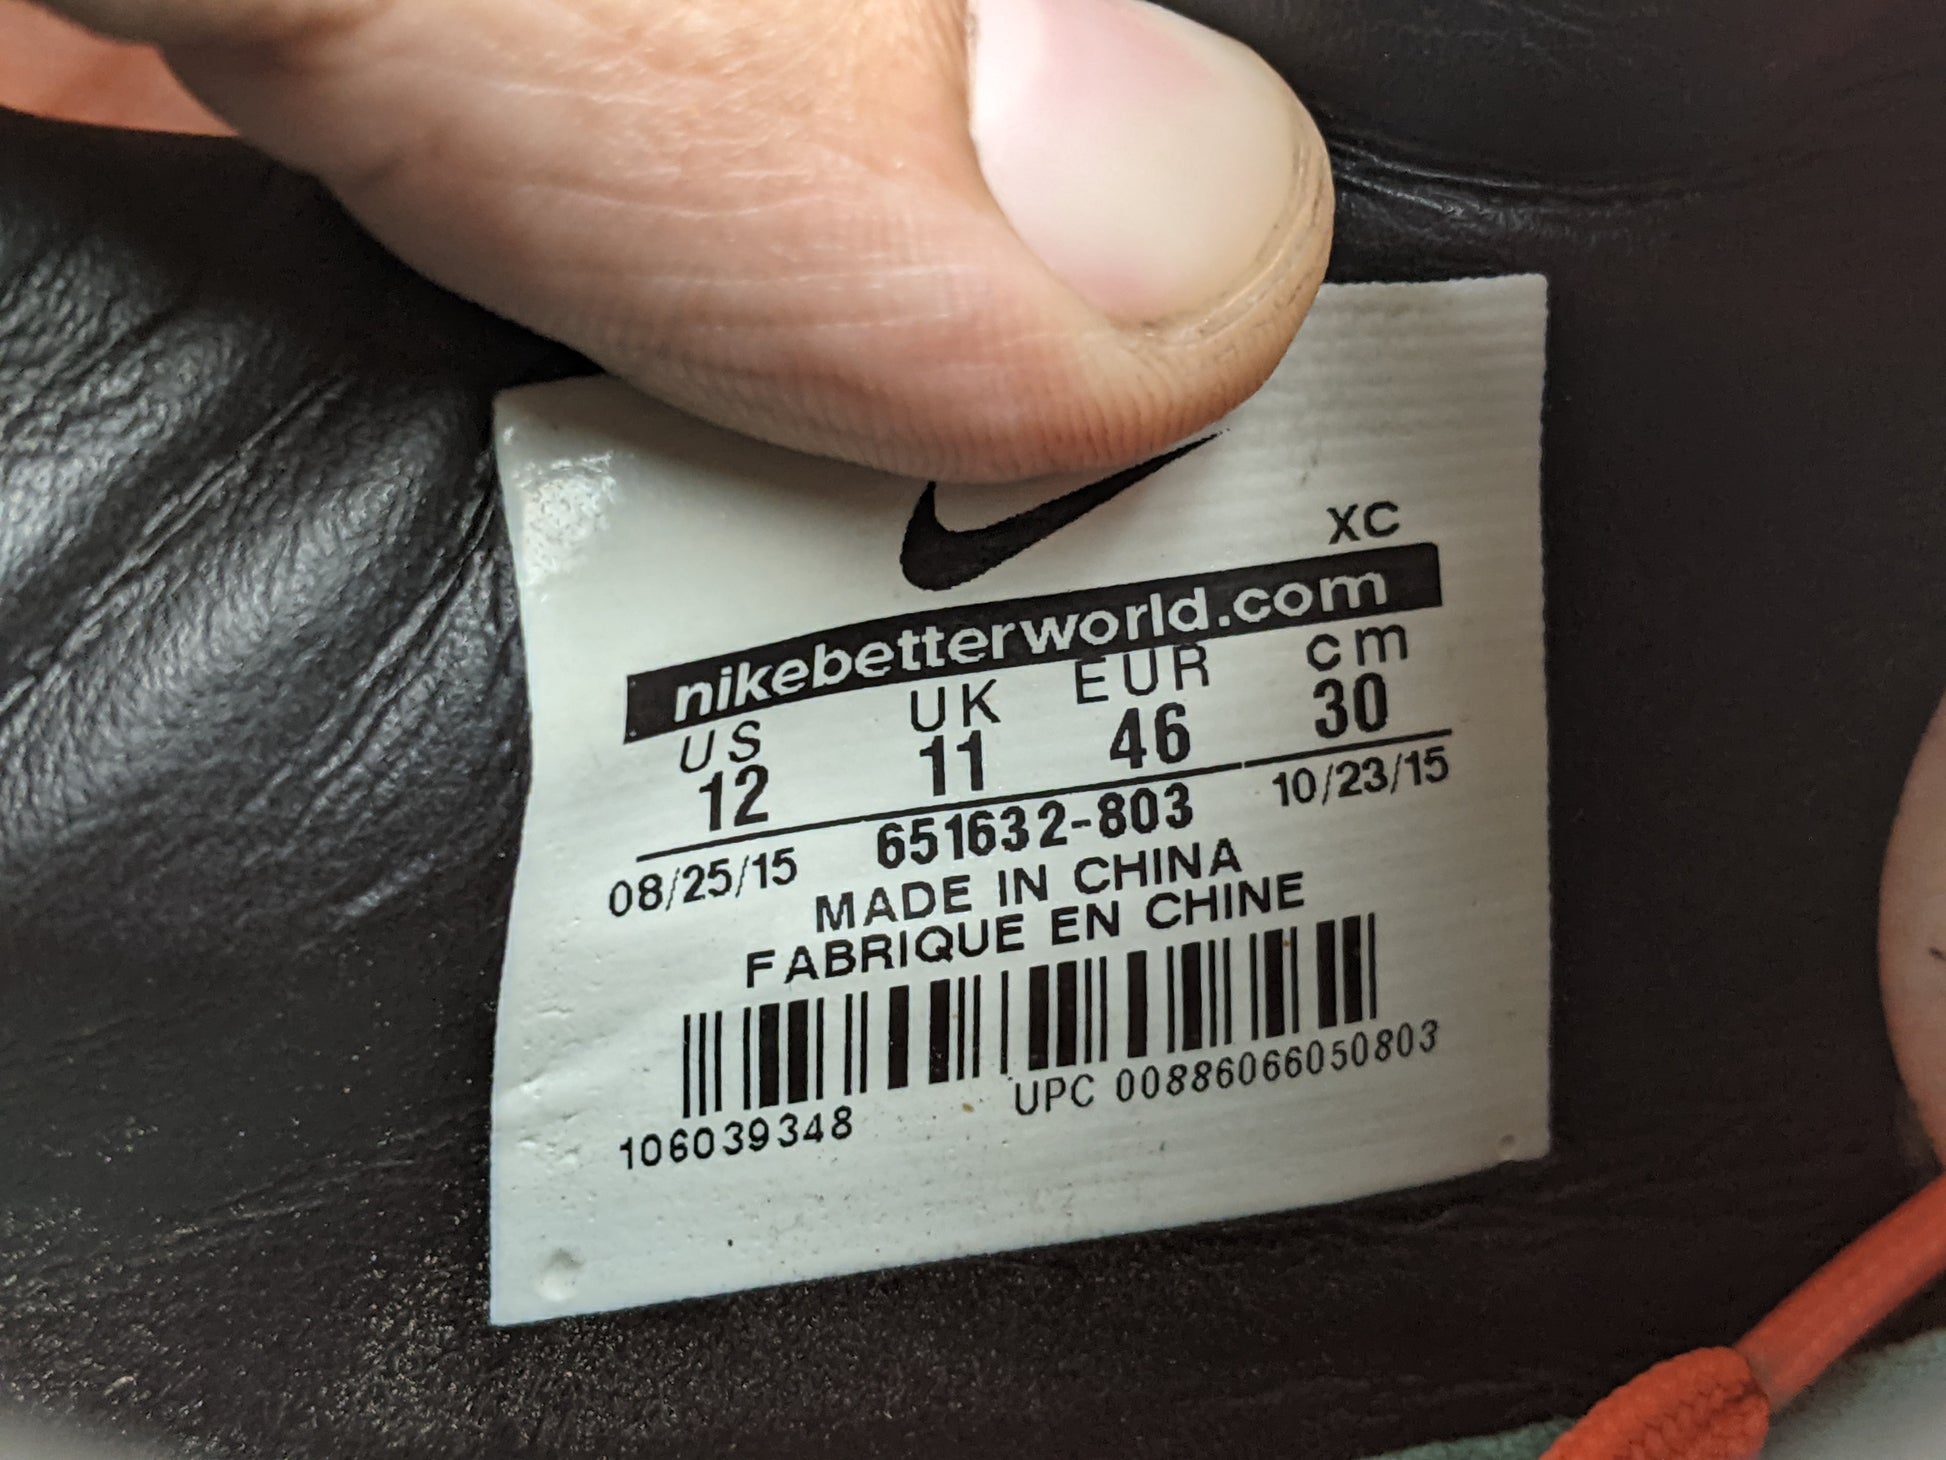 XC
nikebetterworld.com
US UK EUR cm
12 11 46 30
08/25/15 651632-803 10/23/15
MADE IN CHINA
FABRIQUE EN CHINE
106039348 UPC 00886066050803